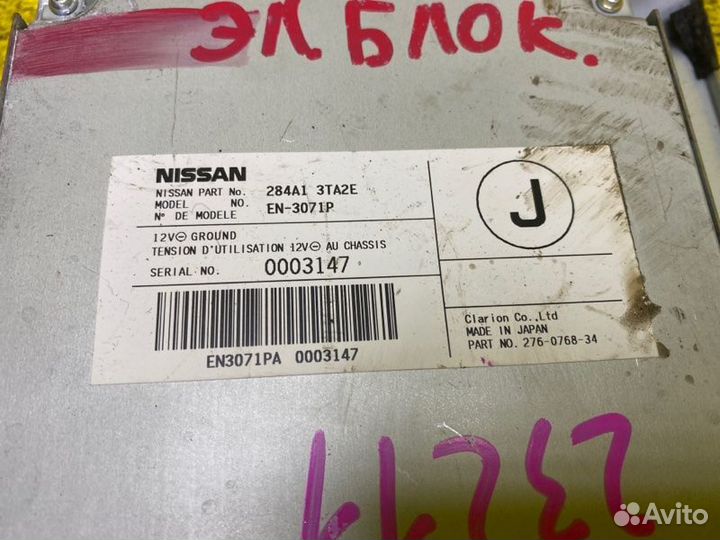 ЭЛ БЛОК.
NISSAN
NISSAN PART No. 284A1 3TA2E
MODEL NO. EN-3071P
N° DE MODELE
J
12V⊖ GROUND
TENSION D'UTILISATION 12V⊖ AU CHASSIS
SERIAL NO. 0003147
EN3071PA 0003147
Clarion Co.,Ltd
MADE IN JAPAN
PART NO. 276-0768-34
Avito